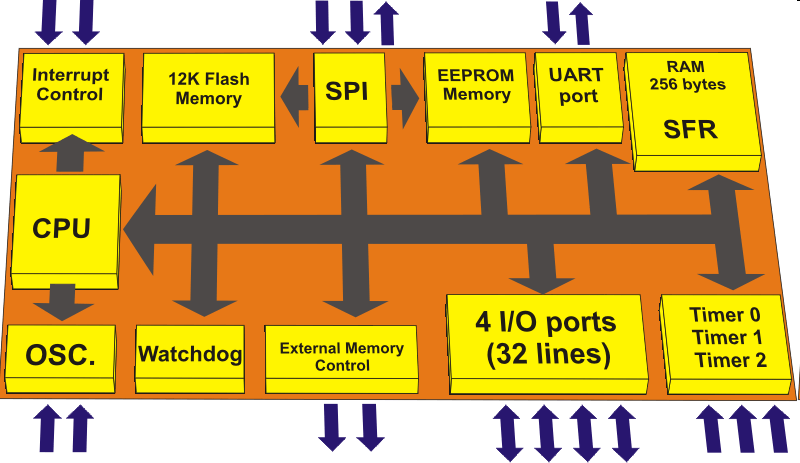 Interrupt
Control
12K Flash
Memory
SPI
EEPROM
Memory
UART
port
RAM
256 bytes
SFR
CPU
OSC.
Watchdog
External Memory
Control
4 I/O ports
(32 lines)
Timer 0
Timer 1
Timer 2